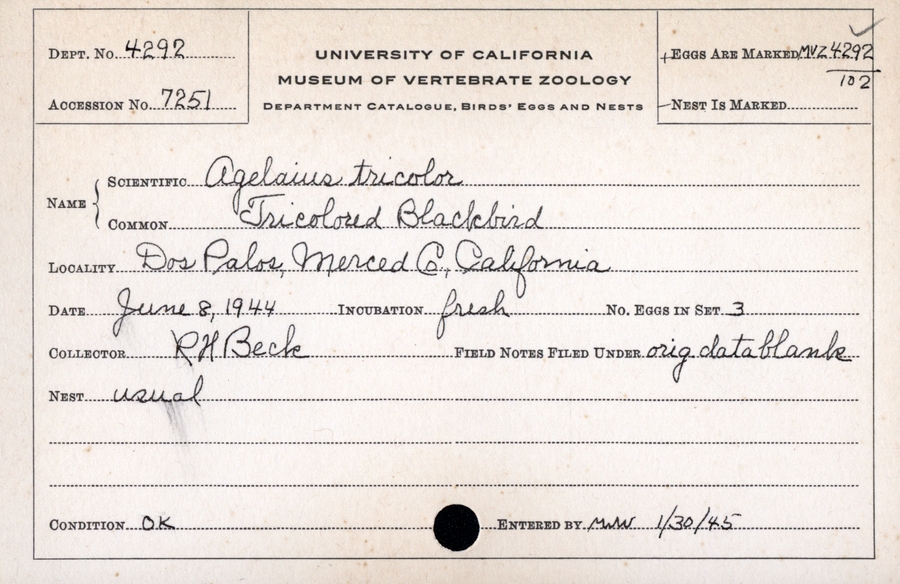 DEPT. No. 4292
ACCESSION No. 7251
UNIVERSITY OF CALIFORNIA
MUSEUM OF VERTEBRATE ZOOLOGY
DEPARTMENT CATALOGUE, BIRDS' EGGS AND NESTS
+EGGS ARE MARKED MVZ 4292
102
NEST IS MARKED
NAME
SCIENTIFIC Agelaius tricolor
COMMON Tricolored Blackbird
LOCALITY Dos Palos, Merced Co., California
DATE June 8, 1944 INCUBATION fresh No. EGGS IN SET 3
COLLECTOR R H Beck FIELD NOTES FILED UNDER orig data blank
NEST usual
CONDITION OK ENTERED BY 1/30/45